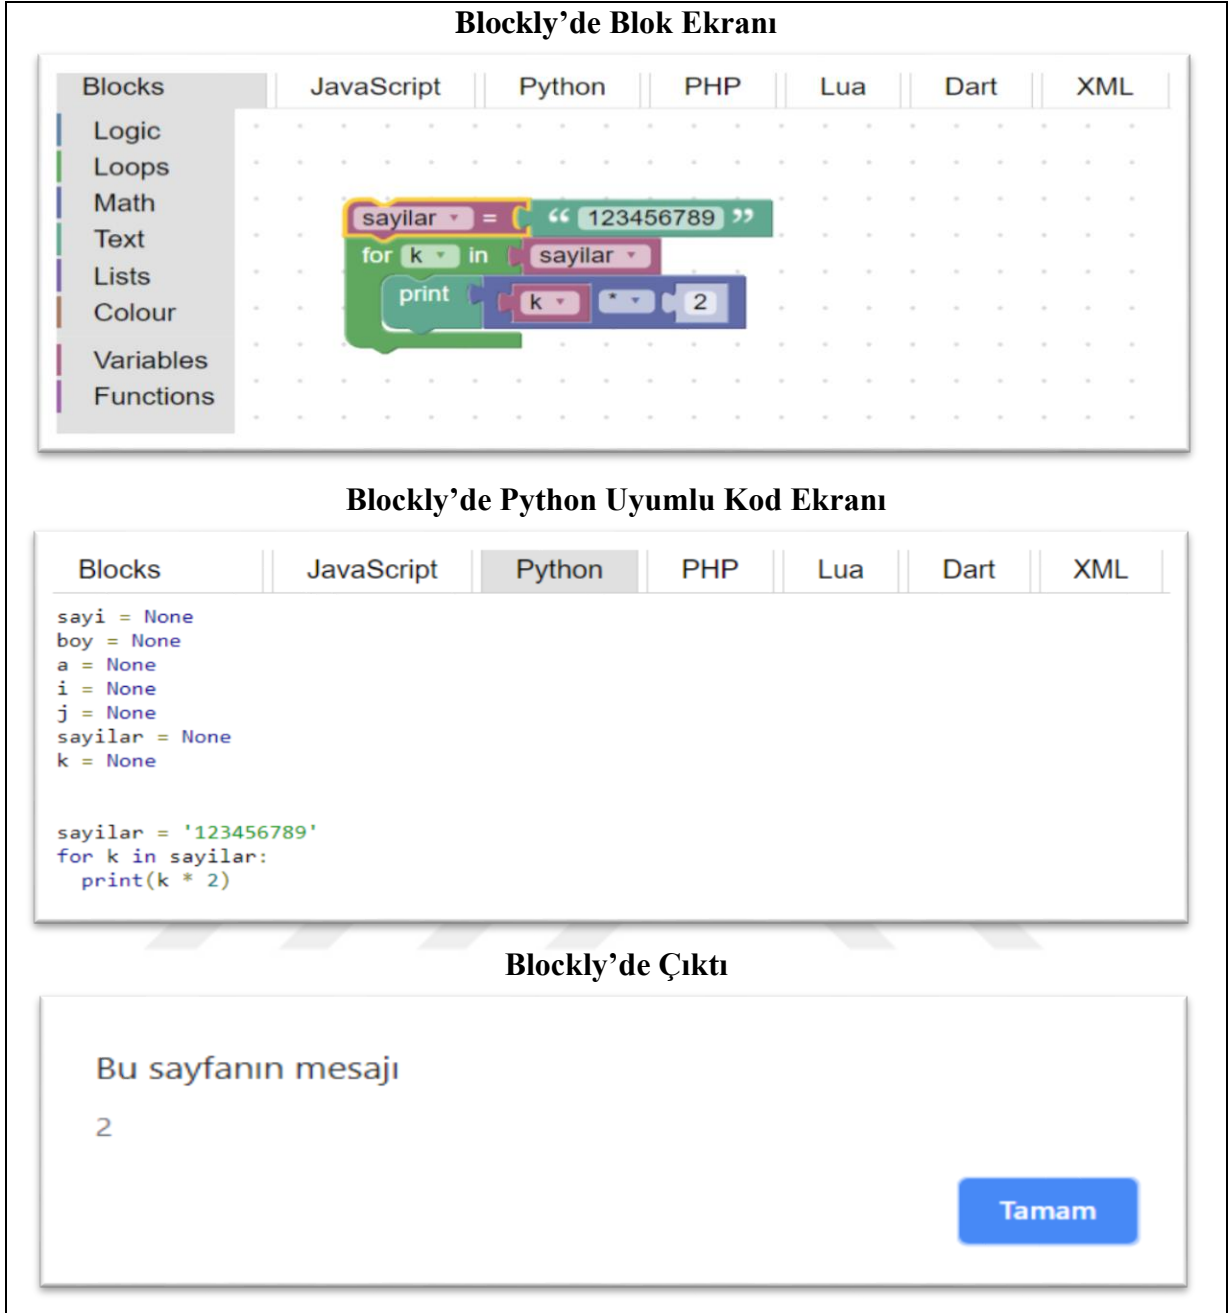 Blockly’de Blok Ekranı
Blocks JavaScript Python PHP Lua Dart XML
Logic
Loops
Math
Text
Lists
Colour
Variables
Functions
sayilar = “ 123456789 ”
for k in sayilar
print k * 2
Blockly’de Python Uyumlu Kod Ekranı
Blocks JavaScript Python PHP Lua Dart XML
sayi = None
boy = None
a = None
i = None
j = None
sayilar = None
k = None
sayilar = '123456789'
for k in sayilar:
print(k * 2)
Blockly’de Çıktı
Bu sayfanın mesajı
2
Tamam